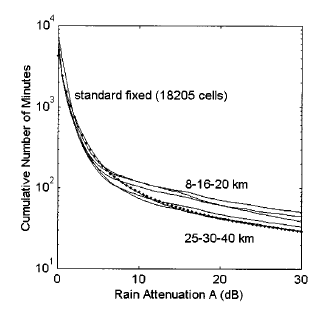 10^4
10^3
10^2
10^1
Cumulative Number of Minutes
standard fixed (18205 cells)
8-16-20 km
25-30-40 km
0 10 20 30
Rain Attenuation A (dB)